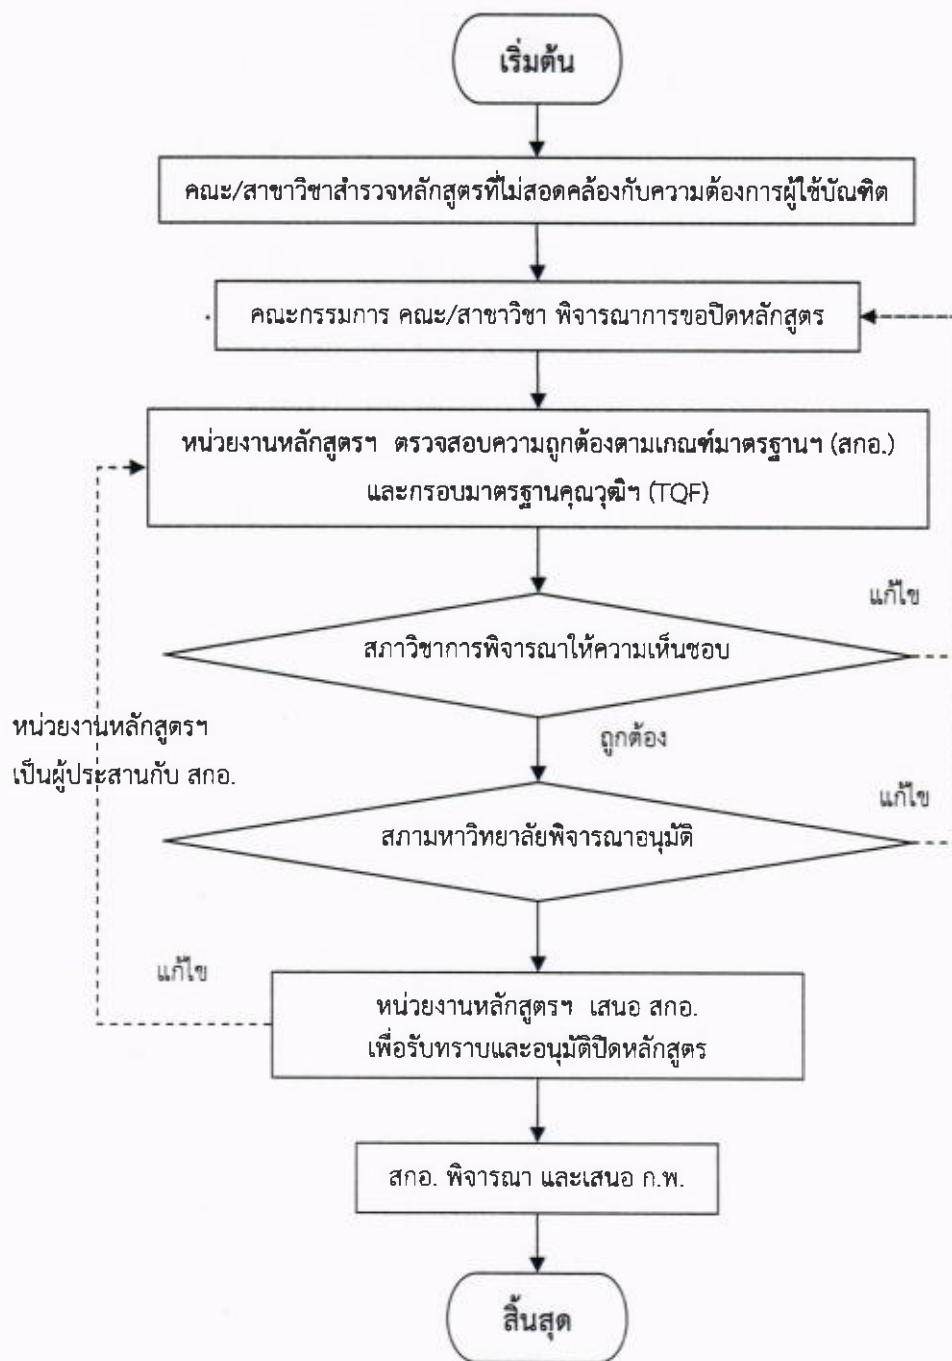 เริ่มต้น
คณะ/สาขาวิชาสำรวจหลักสูตรที่ไม่สอดคล้องกับความต้องการผู้ใช้บัณฑิต
คณะกรรมการ คณะ/สาขาวิชา พิจารณาการขอปิดหลักสูตร
หน่วยงานหลักสูตรฯ ตรวจสอบความถูกต้องตามเกณฑ์มาตรฐานฯ (สกอ.)
และกรอบมาตรฐานคุณวุฒิฯ (TQF)
แก้ไข
สภาวิชาการพิจารณาให้ความเห็นชอบ
หน่วยงานหลักสูตรฯ
เป็นผู้ประสานกับ สกอ.
ถูกต้อง
แก้ไข
สภามหาวิทยาลัยพิจารณาอนุมัติ
แก้ไข
หน่วยงานหลักสูตรฯ เสนอ สกอ.
เพื่อรับทราบและอนุมัติปิดหลักสูตร
สกอ. พิจารณา และเสนอ ก.พ.
สิ้นสุด